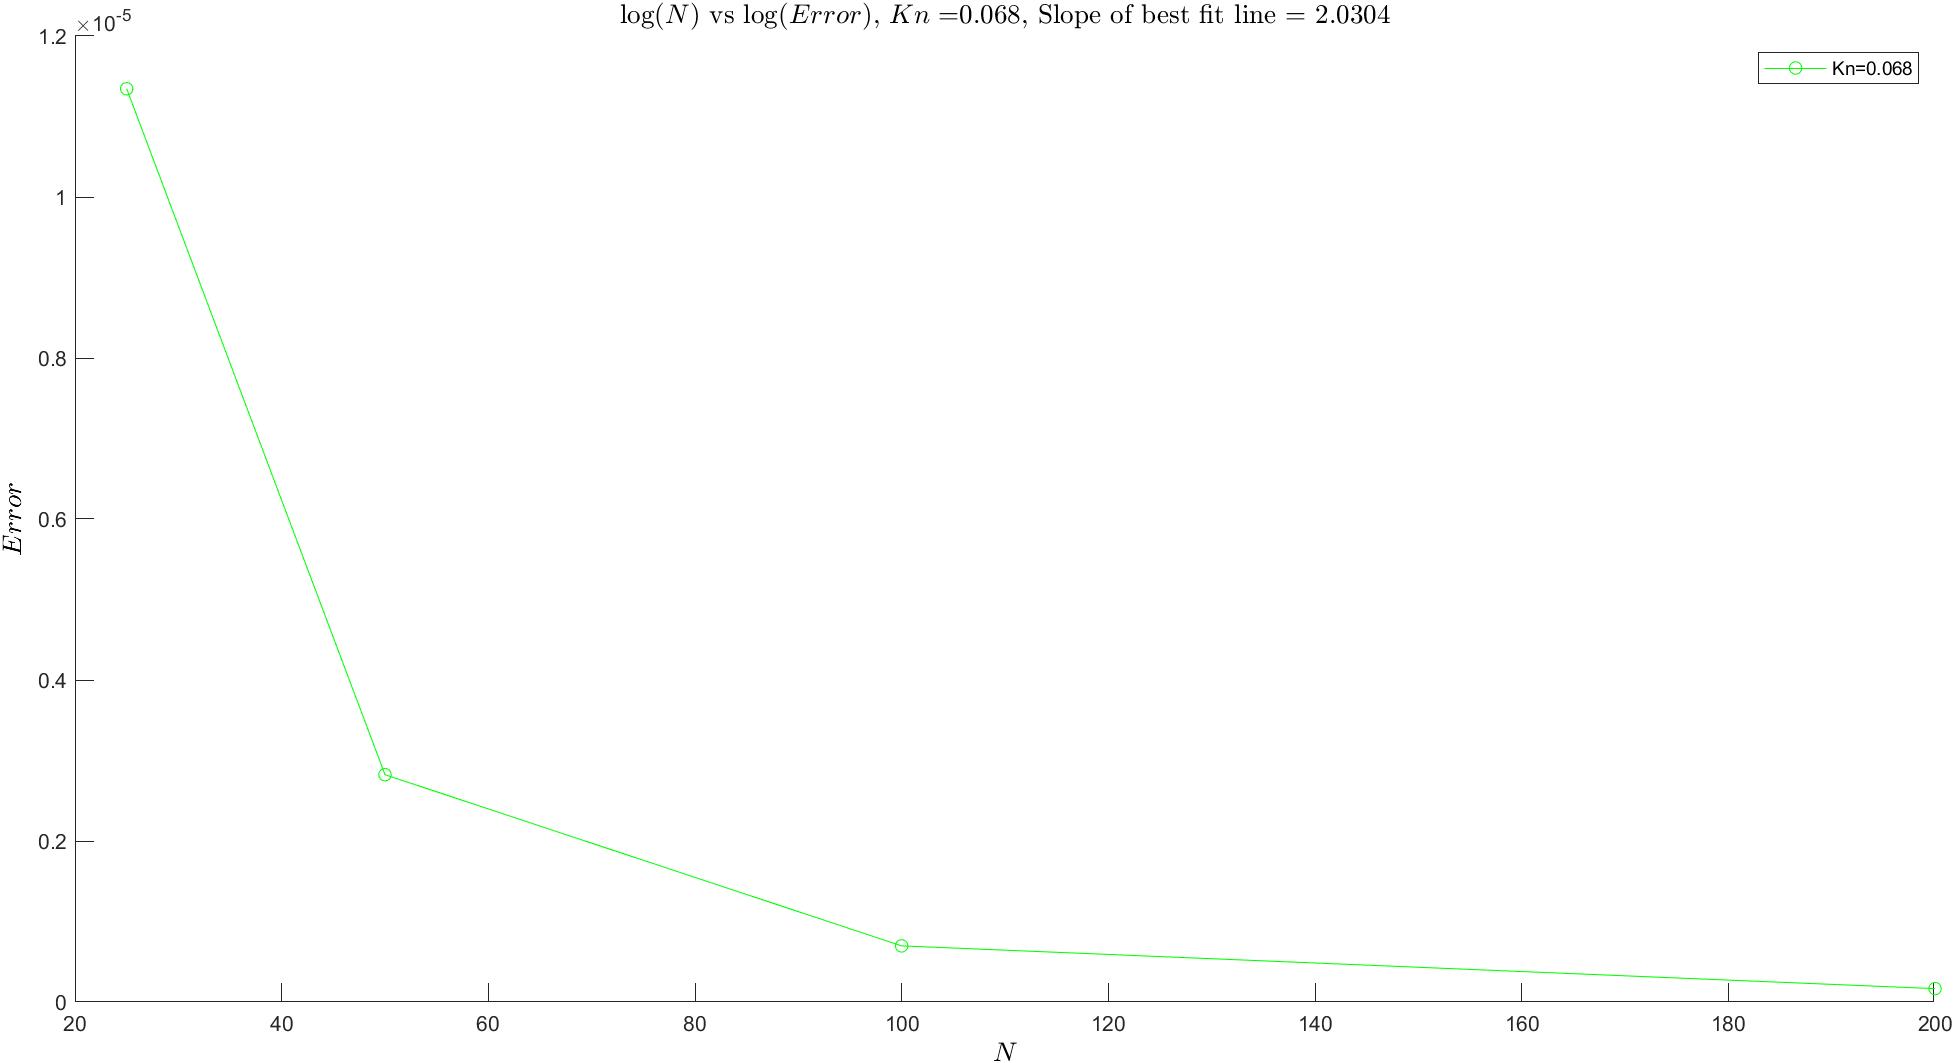 log(N) vs log(Error), Kn =0.068, Slope of best fit line = 2.0304
×10-5
Kn=0.068
1.2
1
0.8
0.6
0.4
0.2
0
Error
20 40 60 80 100 120 140 160 180 200
N